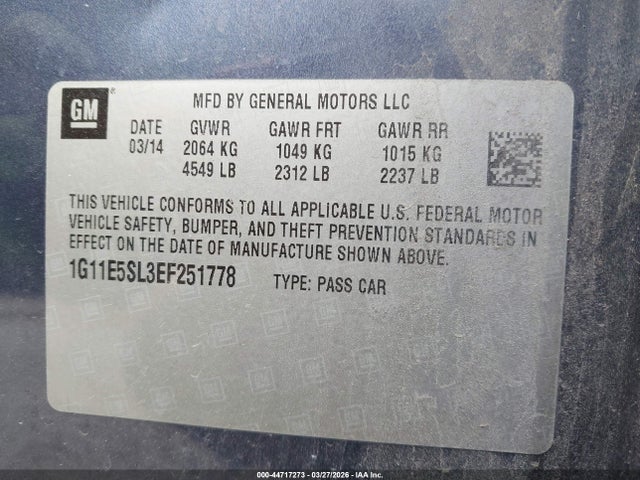 GM
MFD BY GENERAL MOTORS LLC
DATE GVWR GAWR FRT GAWR RR
03/14 2064 KG 1049 KG 1015 KG
4549 LB 2312 LB 2237 LB
THIS VEHICLE CONFORMS TO ALL APPLICABLE U.S. FEDERAL MOTOR
VEHICLE SAFETY, BUMPER, AND THEFT PREVENTION STANDARDS IN
EFFECT ON THE DATE OF MANUFACTURE SHOWN ABOVE.
1G11E5SL3EF251778 TYPE: PASS CAR
000-44717273 — 03/27/2026 — IAA Inc.